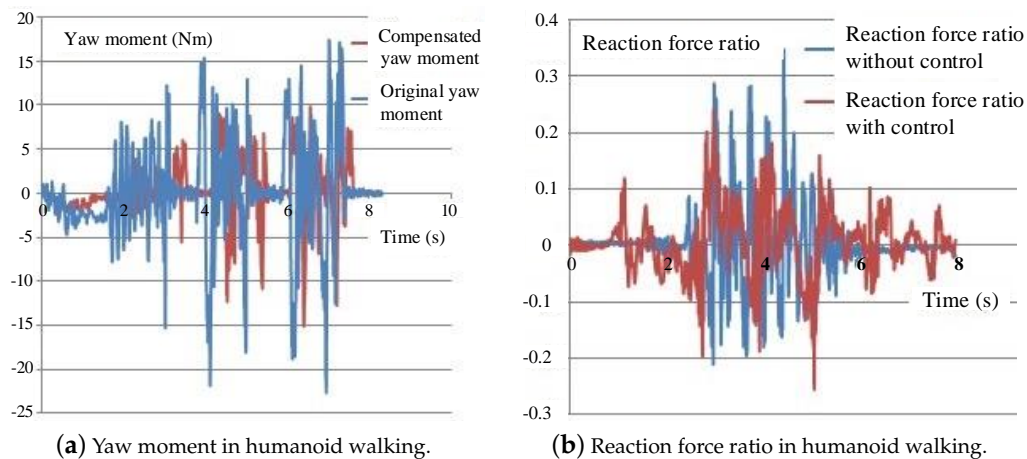 20
15
10
5
0
-5
-10
-15
-20
-25
Yaw moment (Nm)
Compensated
yaw moment
Original yaw
moment
0 2 4 6 8 10
Time (s)
(a) Yaw moment in humanoid walking.
0.4
0.3
0.2
0.1
0
-0.1
-0.2
-0.3
Reaction force ratio
Reaction force ratio
without control
Reaction force ratio
with control
0 2 4 6 8
Time (s)
(b) Reaction force ratio in humanoid walking.